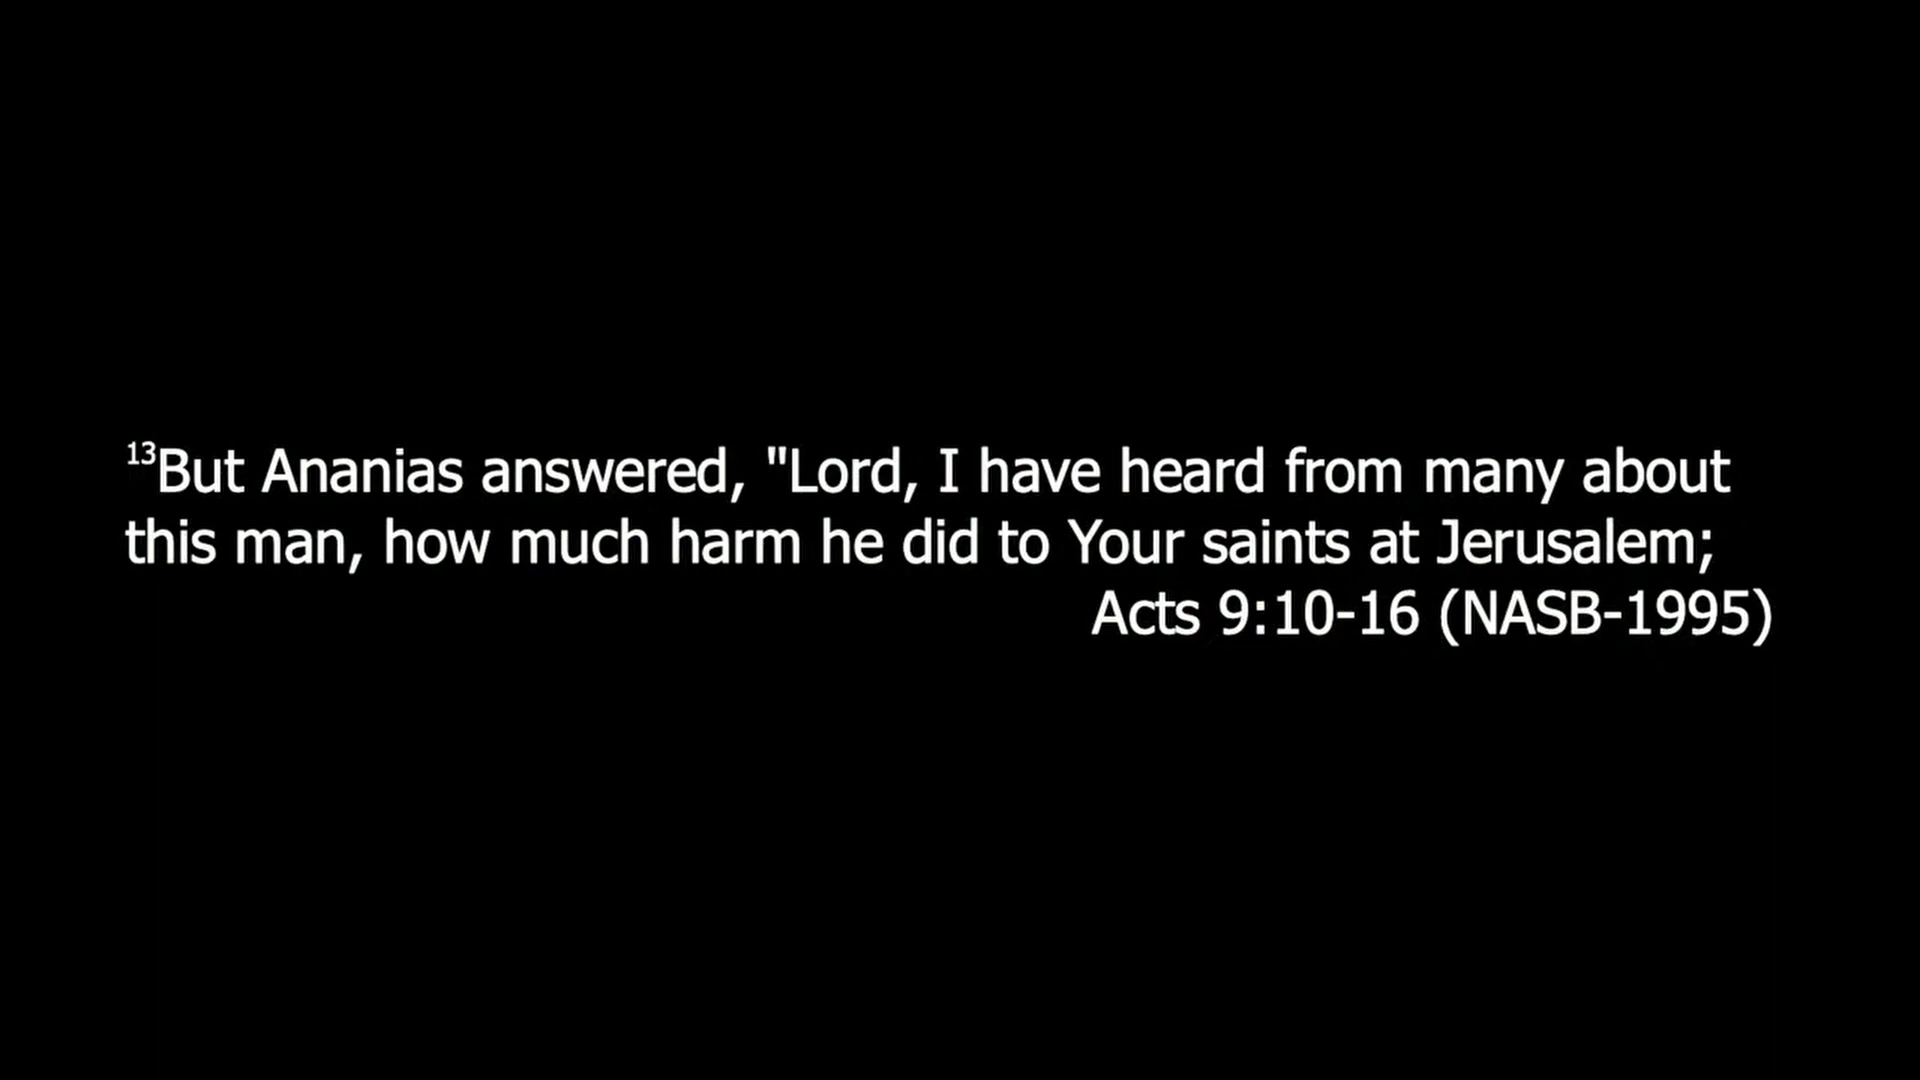 13But Ananias answered, "Lord, I have heard from many about
this man, how much harm he did to Your saints at Jerusalem;
Acts 9:10-16 (NASB-1995)